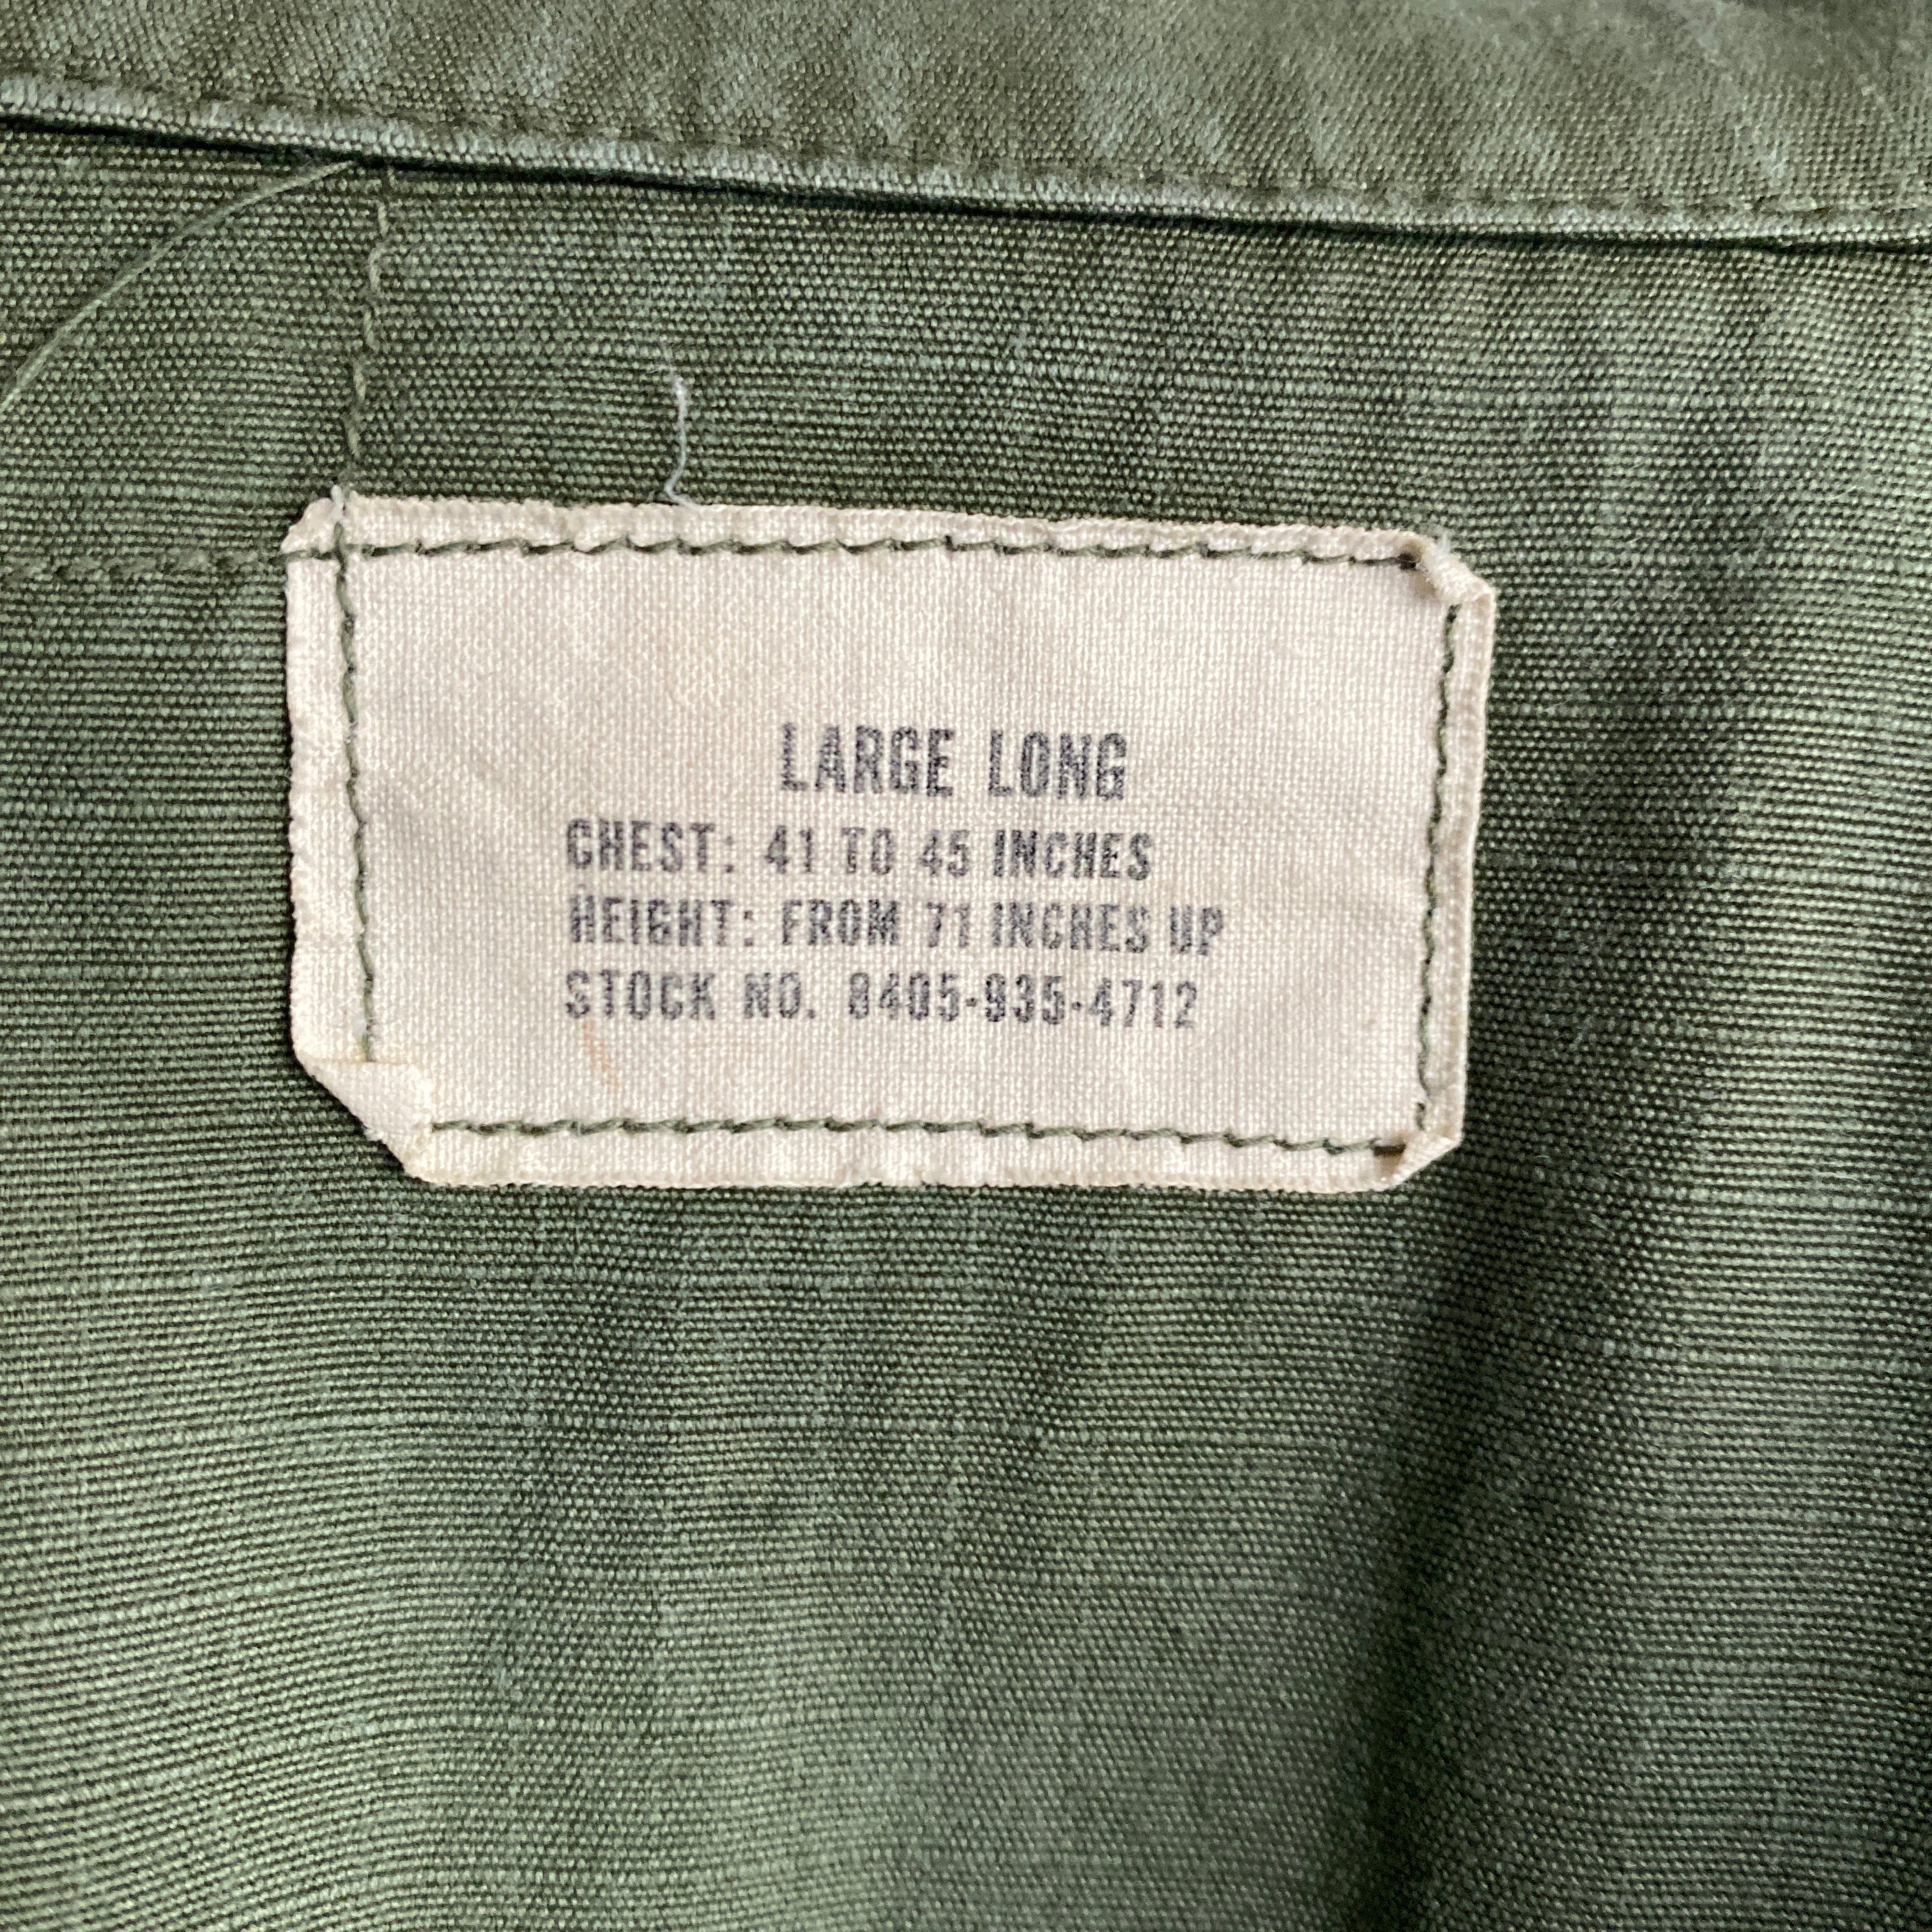 LARGE LONG
CHEST: 41 TO 45 INCHES
HEIGHT: FROM 71 INCHES UP
STOCK NO. 8405-935-4712